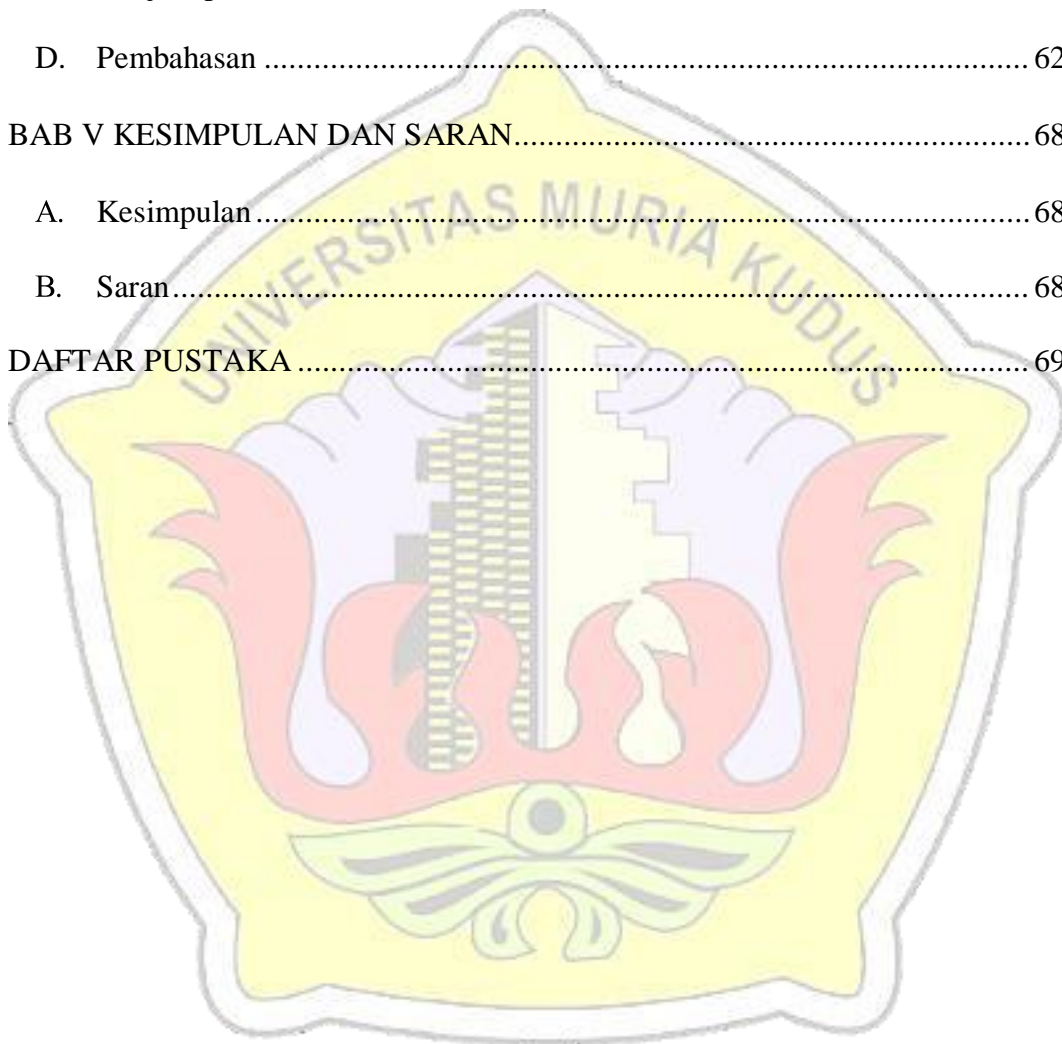 D. Pembahasan ............................................................................................... 62
BAB V KESIMPULAN DAN SARAN............................................................... 68
A. Kesimpulan............................................................................................... 68
B. Saran......................................................................................................... 68
DAFTAR PUSTAKA ......................................................................................... 69
UNIVERSITAS MURIA KUDUS